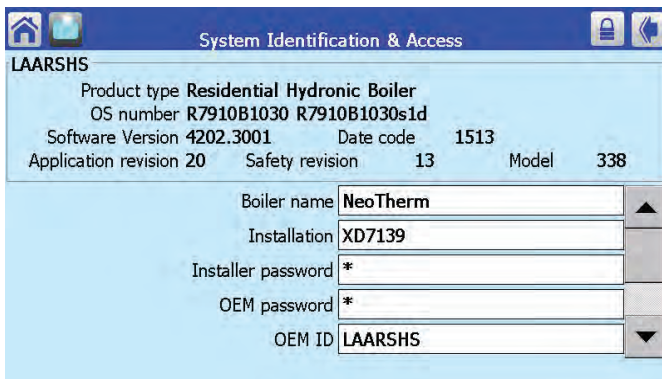 System Identification & Access
LAARSHS
Product type Residential Hydronic Boiler
OS number R7910B1030 R7910B1030s1d
Software Version 4202.3001 Date code 1513
Application revision 20 Safety revision 13 Model 338
Boiler name NeoTherm
Installation XD7139
Installer password *
OEM password *
OEM ID LAARSHS